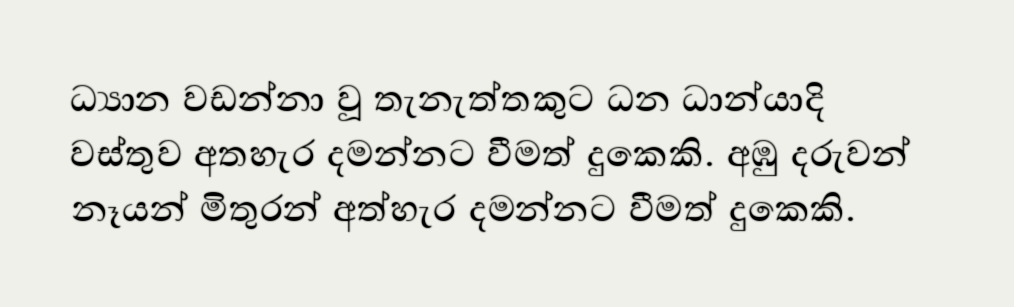 ධ්‍යාන වඩන්නා වූ තැනැත්තකුට ධන ධාන්යාදි
වස්තුව අතහැර දමන්නට වීමත් දුකෙකි. අඹු දරුවන්
නෑයන් මිතුරන් අත්හැර දමන්නට වීමත් දුකෙකි.